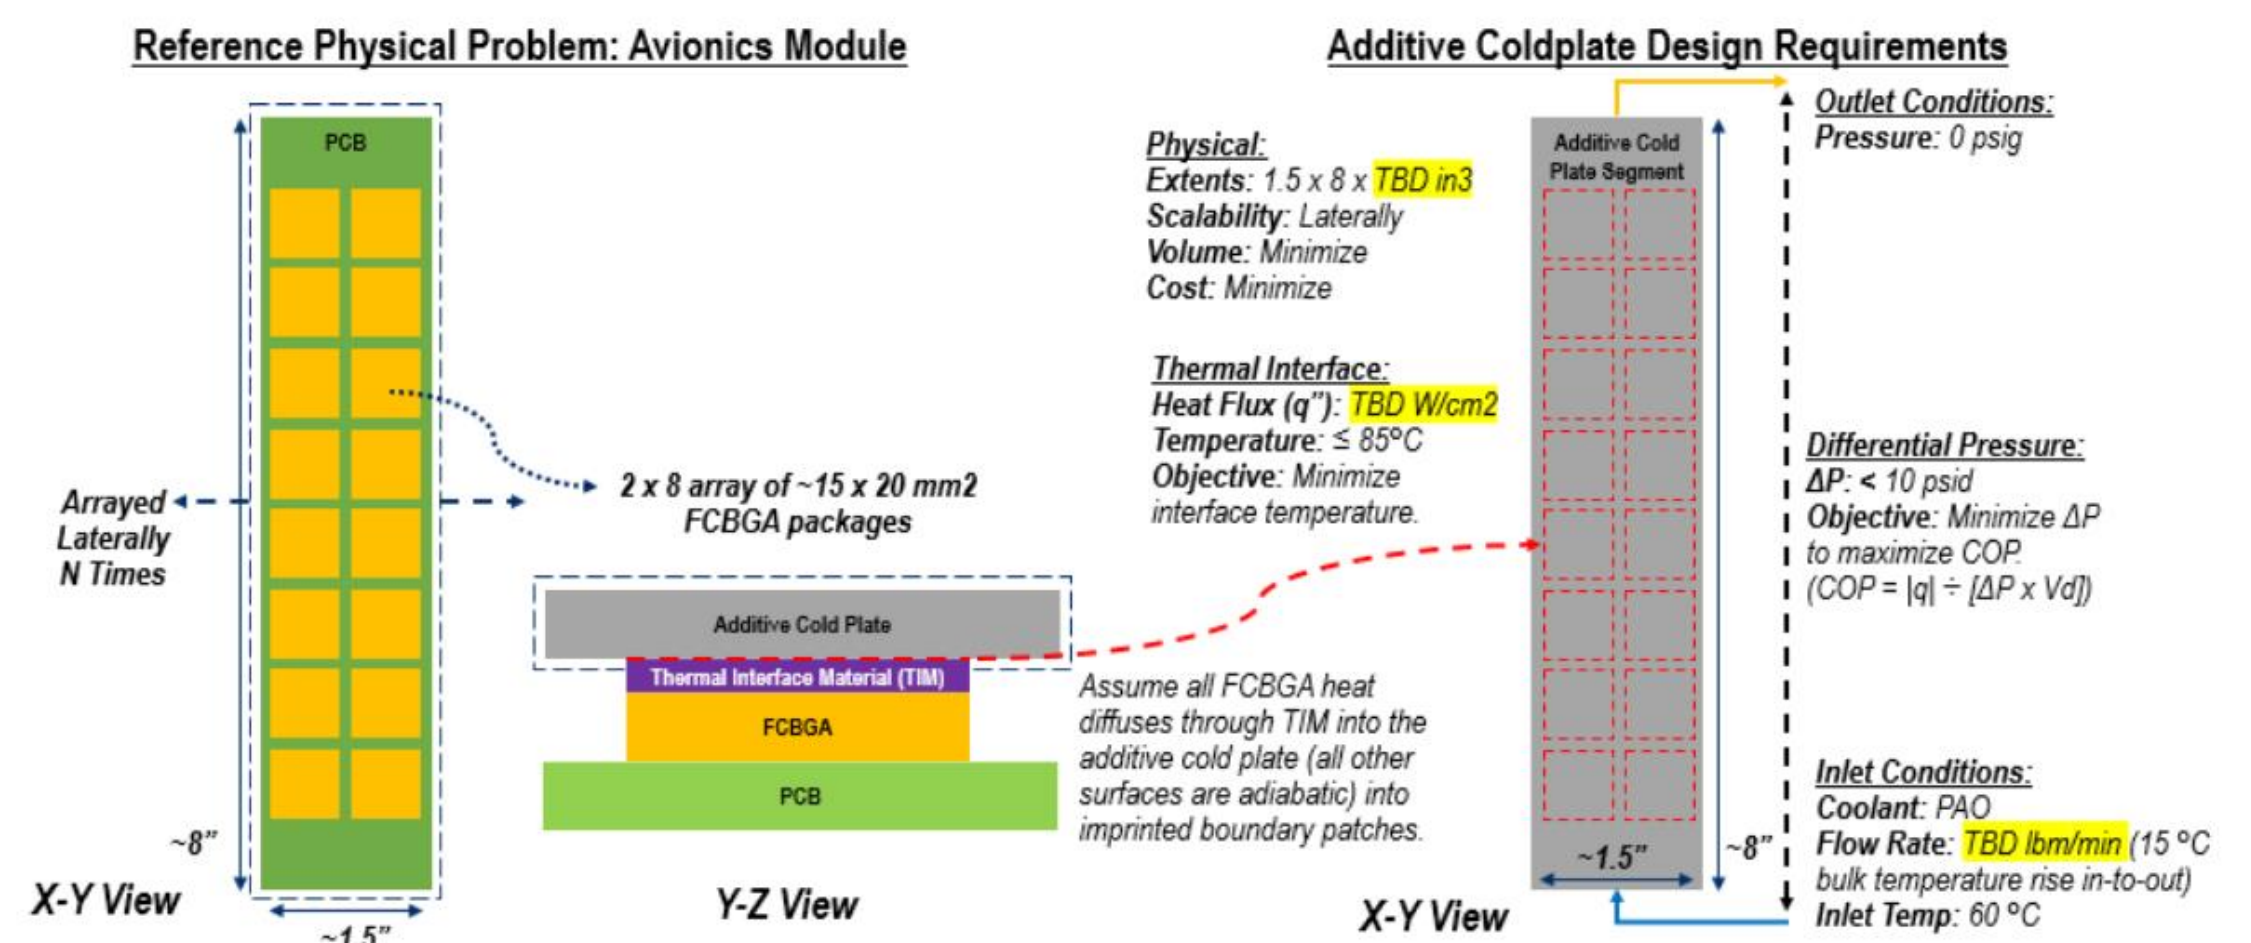 Reference Physical Problem: Avionics Module
PCB
Arrayed
Laterally
N Times
~8”
X-Y View
~1.5”
2 x 8 array of ~15 x 20 mm2
FCBGA packages
Additive Cold Plate
Thermal Interface Material (TIM)
FCBGA
PCB
Y-Z View
Assume all FCBGA heat
diffuses through TIM into the
additive cold plate (all other
surfaces are adiabatic) into
imprinted boundary patches.
Additive Coldplate Design Requirements
Physical:
Extents: 1.5 x 8 x TBD in3
Scalability: Laterally
Volume: Minimize
Cost: Minimize
Thermal Interface:
Heat Flux (q”): TBD W/cm2
Temperature: ≤ 85ºC
Objective: Minimize
interface temperature.
Additive Cold
Plate Segment
~1.5”
~8”
X-Y View
Outlet Conditions:
Pressure: 0 psig
Differential Pressure:
ΔP: < 10 psid
Objective: Minimize ΔP
to maximize COP.
(COP = |q| ÷ [ΔP x Vd])
Inlet Conditions:
Coolant: PAO
Flow Rate: TBD lbm/min (15 ºC
bulk temperature rise in-to-out)
Inlet Temp: 60 ºC